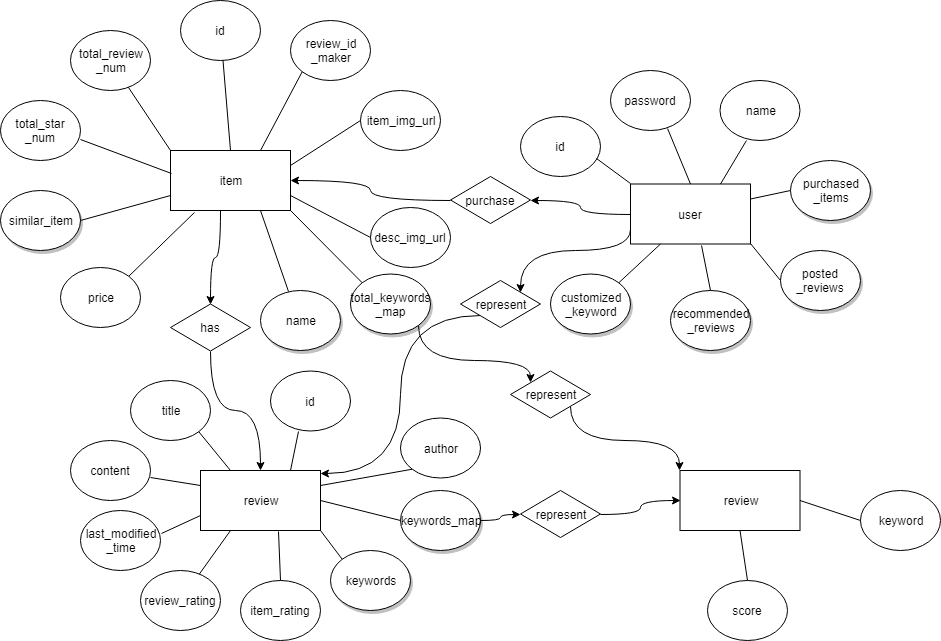 id
total_review
_num
review_id
_maker
total_star
_num
item_img_url
item
similar_item
desc_img_url
price
name
total_keywords
_map
has
password
name
id
purchased
_items
purchase
user
represent
customized
_keyword
recommended
_reviews
posted
_reviews
represent
title
id
content
author
review
last_modified
_time
keywords_map
review_rating
item_rating
keywords
represent
review
keyword
score